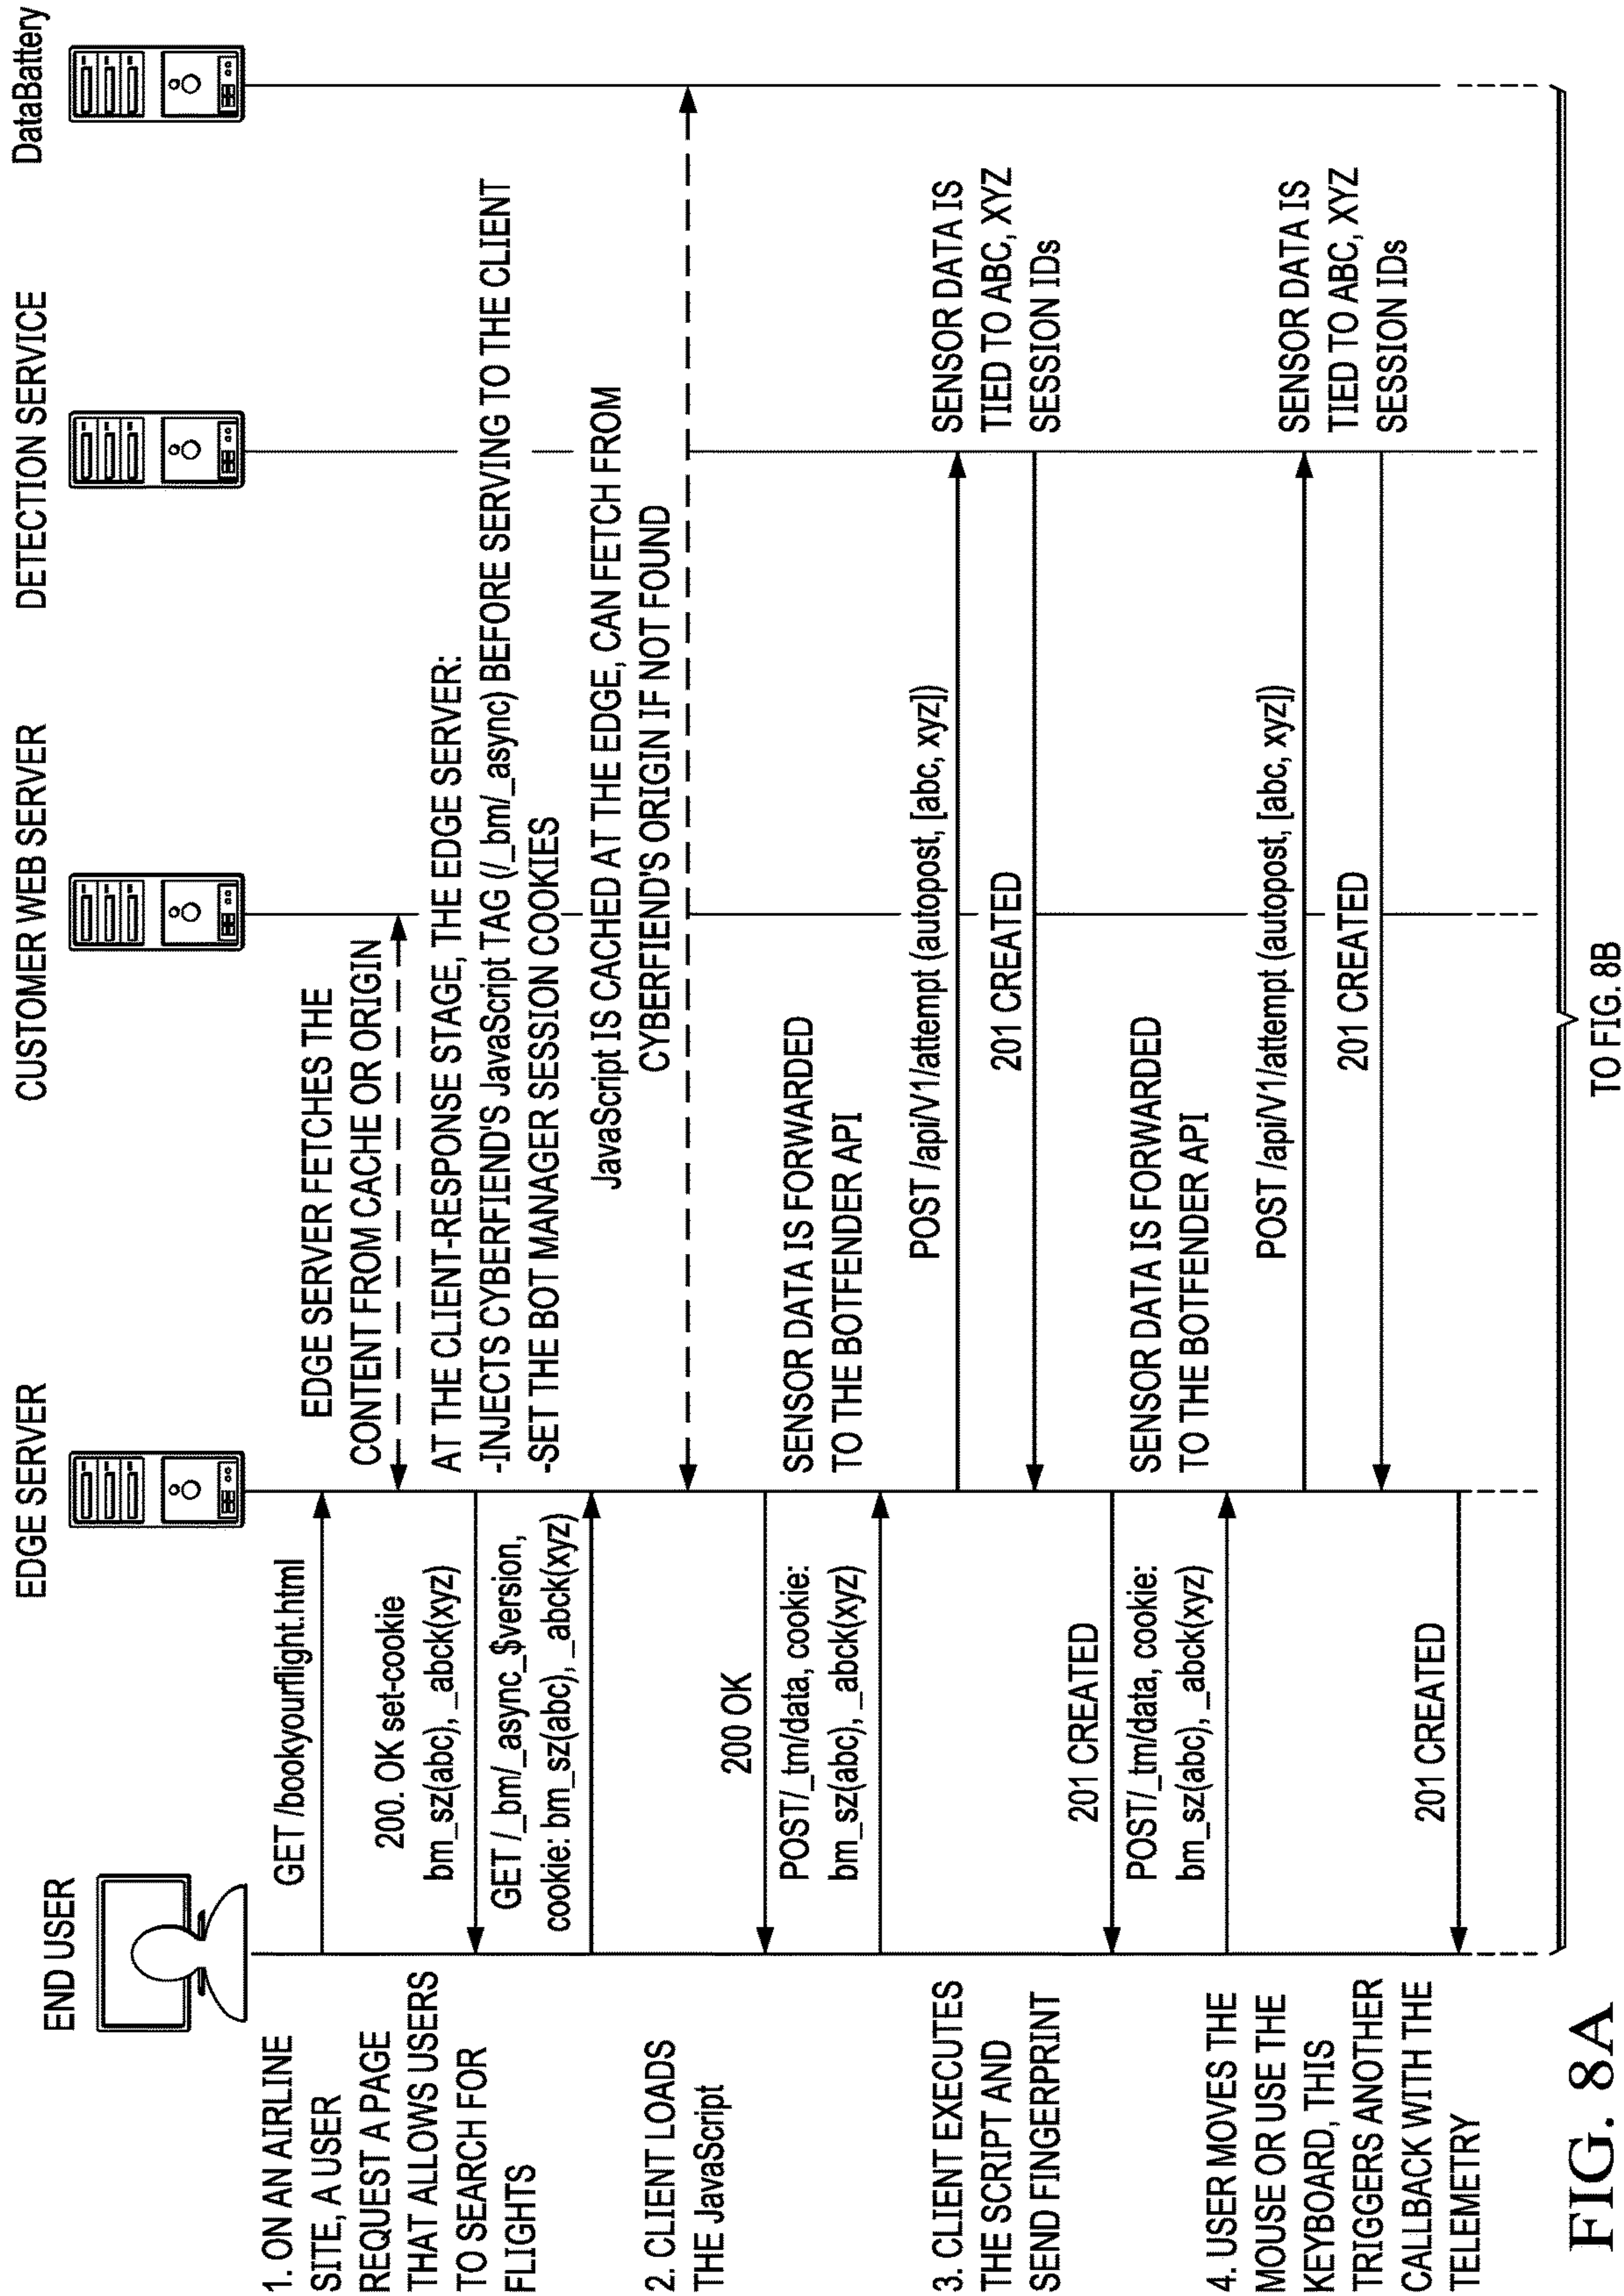 END USER
EDGE SERVER
CUSTOMER WEB SERVER
DETECTION SERVICE
DataBattery
1. ON AN AIRLINE
SITE, A USER
REQUEST A PAGE
THAT ALLOWS USERS
TO SEARCH FOR
FLIGHTS
GET /bookyourflight.html
EDGE SERVER FETCHES THE
CONTENT FROM CACHE OR ORIGIN
200. OK set-cookie
bm_sz(abc), _abck(xyz)
AT THE CLIENT-RESPONSE STAGE, THE EDGE SERVER:
-INJECTS CYBERFIEND'S JavaScript TAG (/_bm/_async) BEFORE SERVING TO THE CLIENT
-SET THE BOT MANAGER SESSION COOKIES
GET /_bm/_async_$version,
cookie: bm_sz(abc), _abck(xyz)
JavaScript IS CACHED AT THE EDGE, CAN FETCH FROM
CYBERFIEND'S ORIGIN IF NOT FOUND
2. CLIENT LOADS
THE JavaScript
200 OK
3. CLIENT EXECUTES
THE SCRIPT AND
SEND FINGERPRINT
POST/_tm/data, cookie:
bm_sz(abc), _abck(xyz)
SENSOR DATA IS FORWARDED
TO THE BOTFENDER API
POST /api/V1/attempt (autopost, [abc, xyz])
SENSOR DATA IS
TIED TO ABC, XYZ
SESSION IDs
201 CREATED
201 CREATED
4. USER MOVES THE
MOUSE OR USE THE
KEYBOARD, THIS
TRIGGERS ANOTHER
CALLBACK WITH THE
TELEMETRY
POST/_tm/data, cookie:
bm_sz(abc), _abck(xyz)
SENSOR DATA IS FORWARDED
TO THE BOTFENDER API
POST /api/V1/attempt (autopost, [abc, xyz])
SENSOR DATA IS
TIED TO ABC, XYZ
SESSION IDs
201 CREATED
201 CREATED
TO FIG. 8B
FIG. 8A